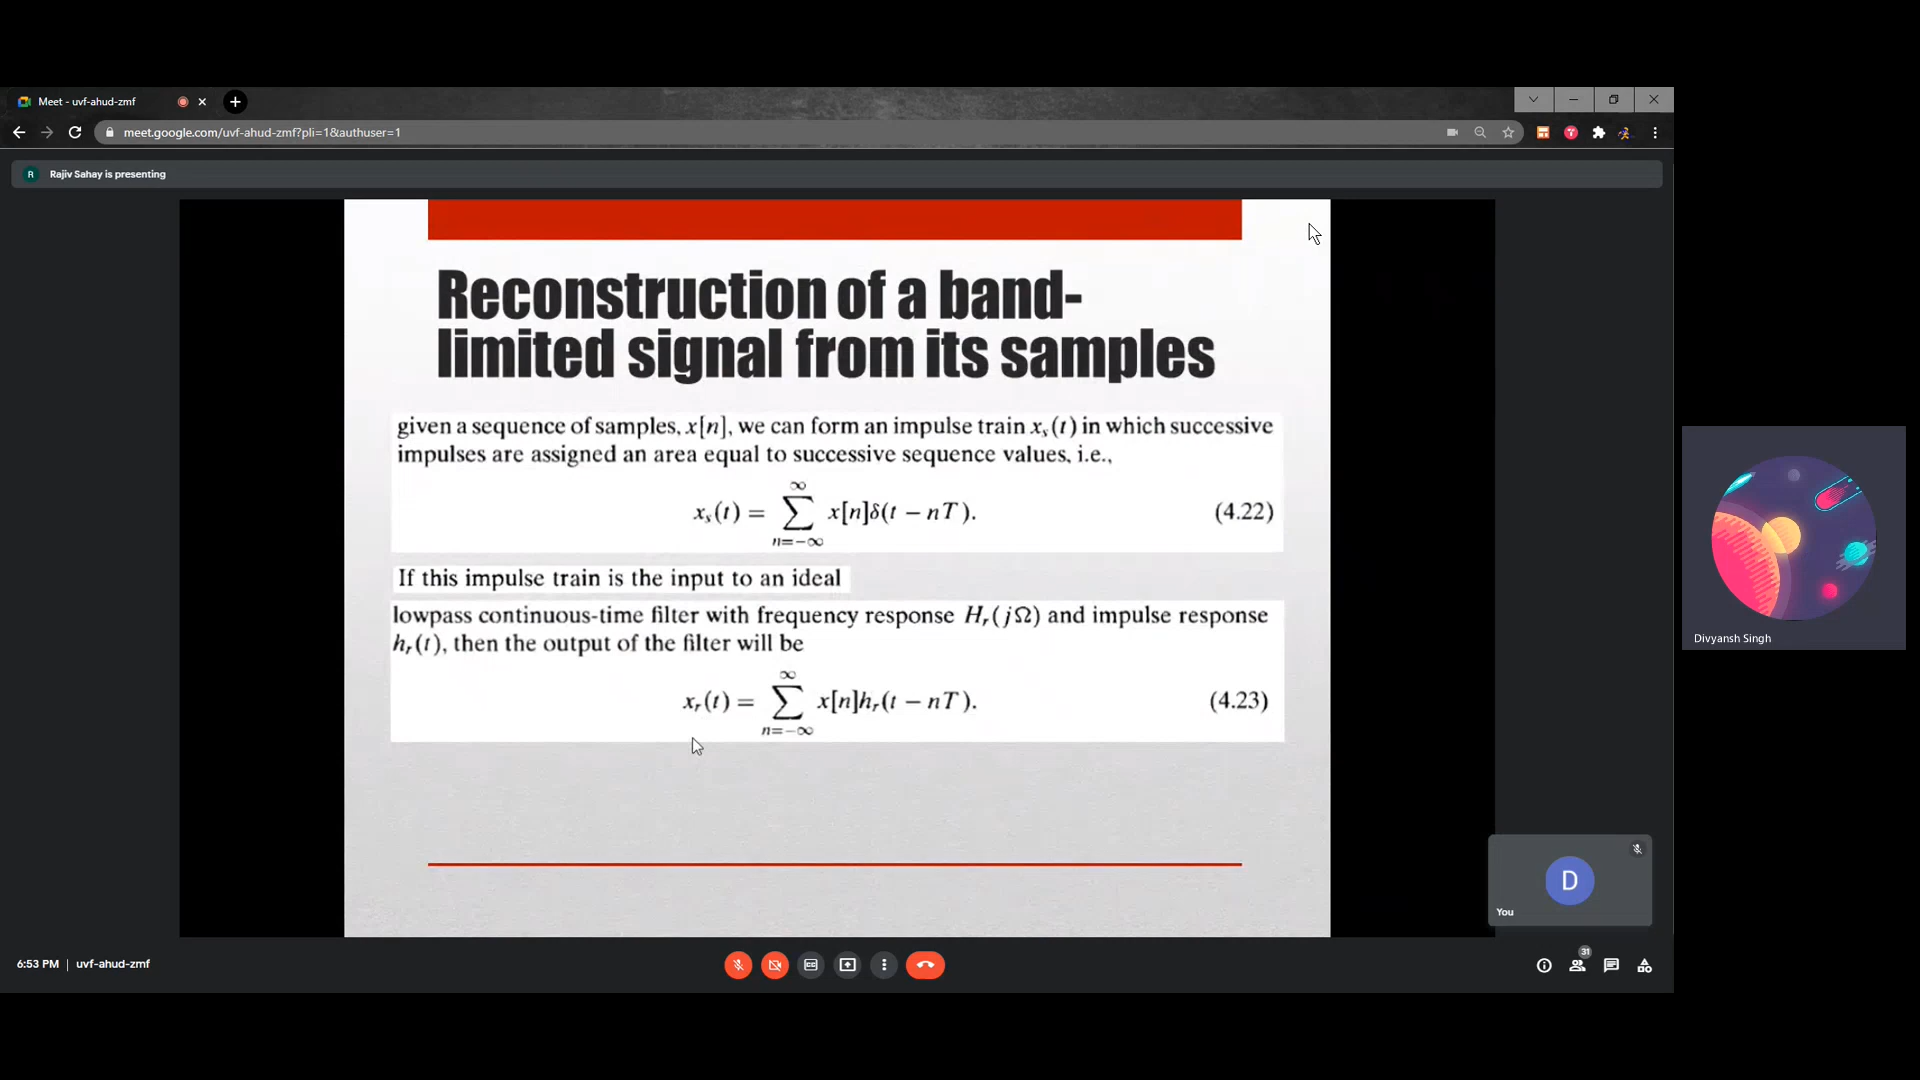 Meet - uvf-ahud-zmf
meet.google.com/uvf-ahud-zmf?pli=1&authuser=1
R Rajiv Sahay is presenting
Reconstruction of a band-
limited signal from its samples
given a sequence of samples, x[n], we can form an impulse train xₛ(t) in which successive
impulses are assigned an area equal to successive sequence values, i.e.,
xₛ(t) = ∑_{n=−∞}^{∞} x[n]δ(t − nT). (4.22)
If this impulse train is the input to an ideal
lowpass continuous-time filter with frequency response Hᵣ(jΩ) and impulse response
hᵣ(t), then the output of the filter will be
xᵣ(t) = ∑_{n=−∞}^{∞} x[n]hᵣ(t − nT). (4.23)
Divyansh Singh
D
You
6:53 PM | uvf-ahud-zmf
31